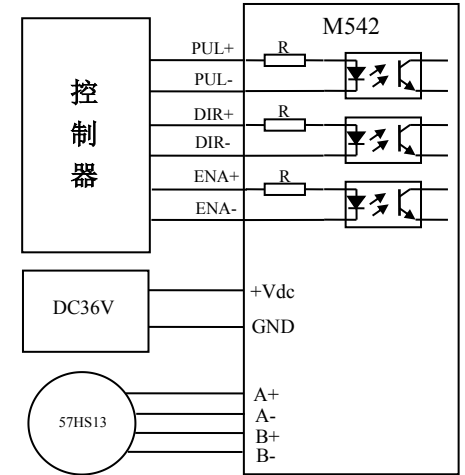 M542
PUL+
R
PUL-
DIR+
R
DIR-
ENA+
R
ENA-
控
制
器
DC36V
+Vdc
GND
57HS13
A+
A-
B+
B-